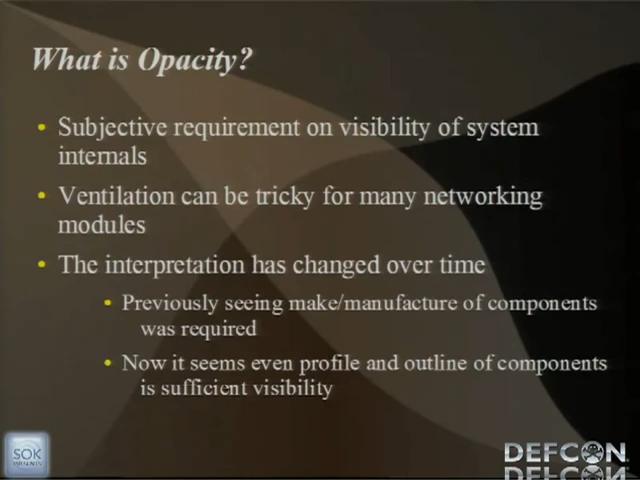 What is Opacity?
• Subjective requirement on visibility of system
internals
• Ventilation can be tricky for many networking
modules
• The interpretation has changed over time
• Previously seeing make/manufacture of components
was required
• Now it seems even profile and outline of components
is sufficient visibility
SOK
DEFCON